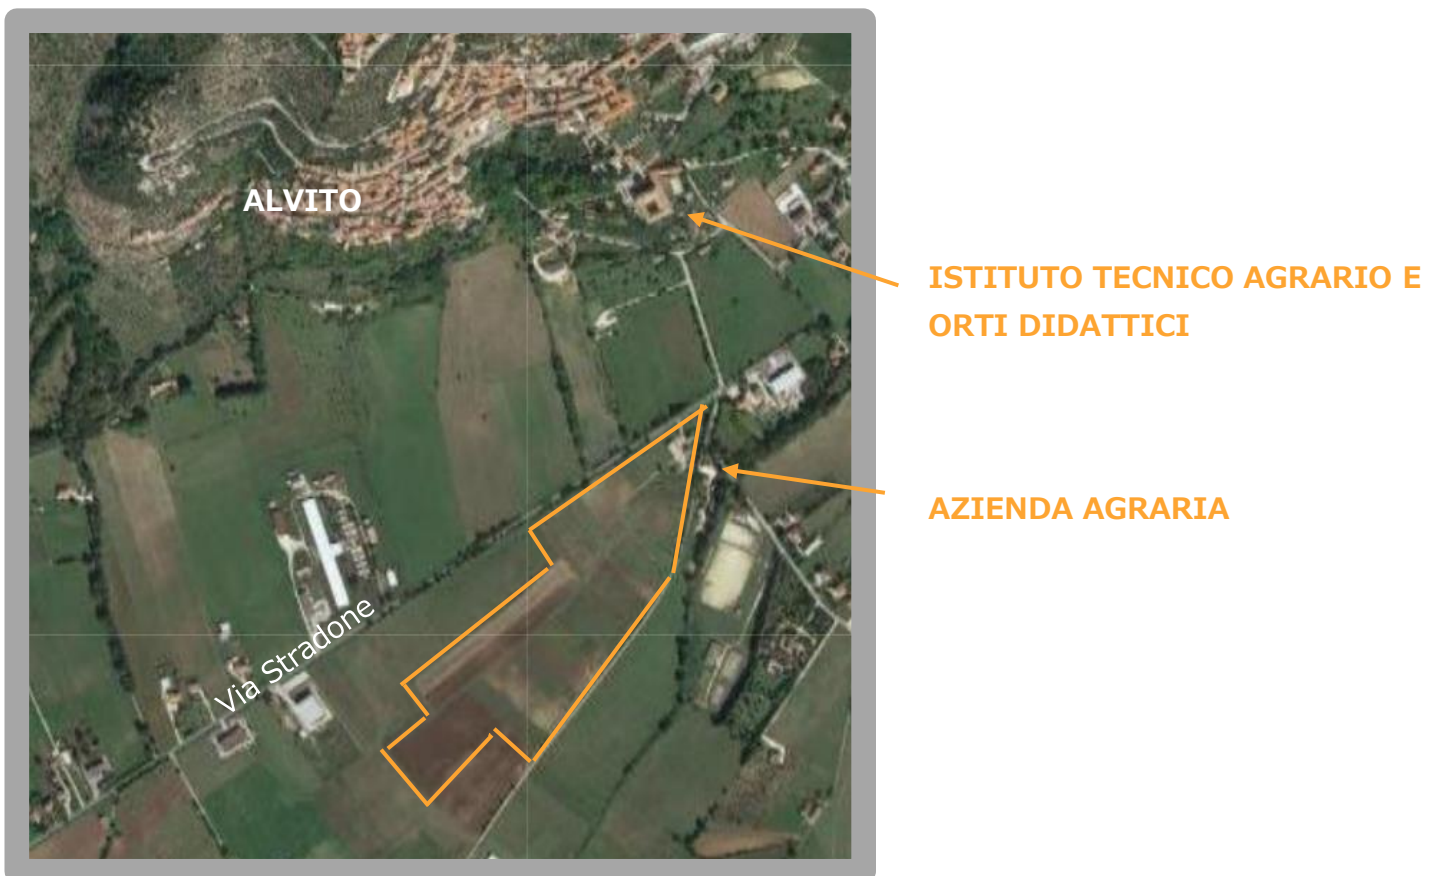 ALVITO
ISTITUTO TECNICO AGRARIO E
ORTI DIDATTICI
AZIENDA AGRARIA
Via Stradone